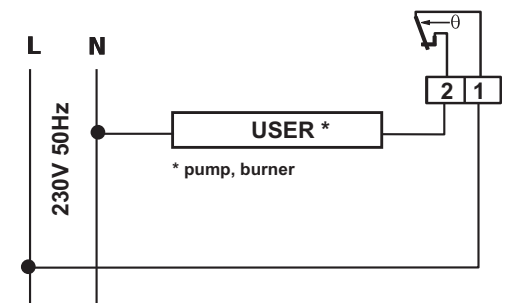 θ
L N
2 1
230V 50Hz
USER *
* pump, burner